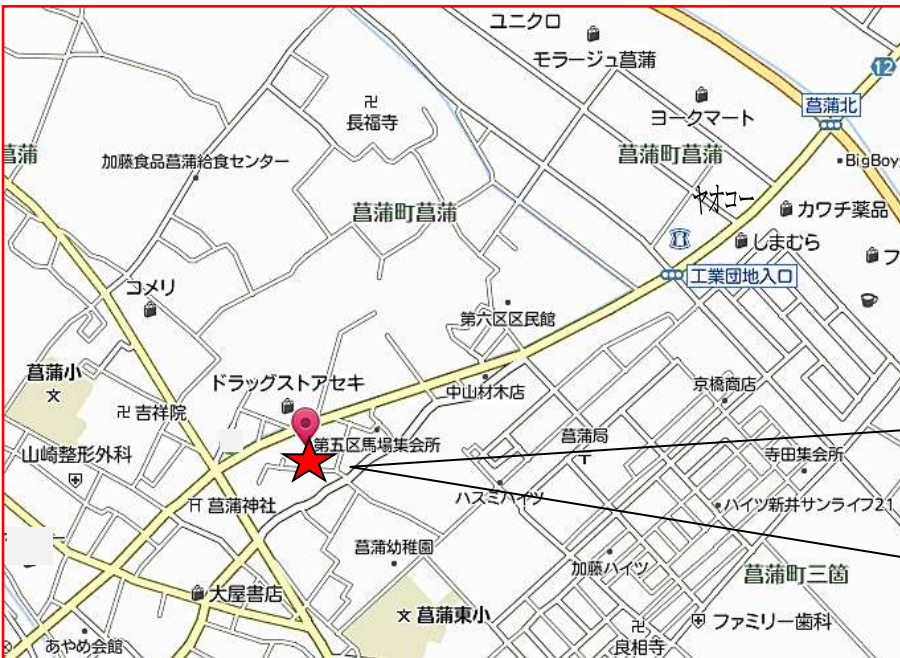 ユニクロ
モラージュ菖蒲
12
菖蒲北
長福寺
ヨークマート
菖蒲
加藤食品菖蒲給食センター
菖蒲町菖蒲
BigBoy
ヤオコー
菖蒲町菖蒲
カワチ薬品
しまむら
フ
工業団地入口
コメリ
第六区区民館
菖蒲小
ドラッグストアセキ
中山材木店
京橋商店
吉祥院
菖蒲局
第五区馬場集会所
山崎整形外科
寺田集会所
ハスミハイツ
菖蒲神社
ハイツ新井サンライフ21
菖蒲幼稚園
加藤ハイツ
菖蒲町三箇
大屋書店
菖蒲東小
ファミリー歯科
あやめ会館
良相寺